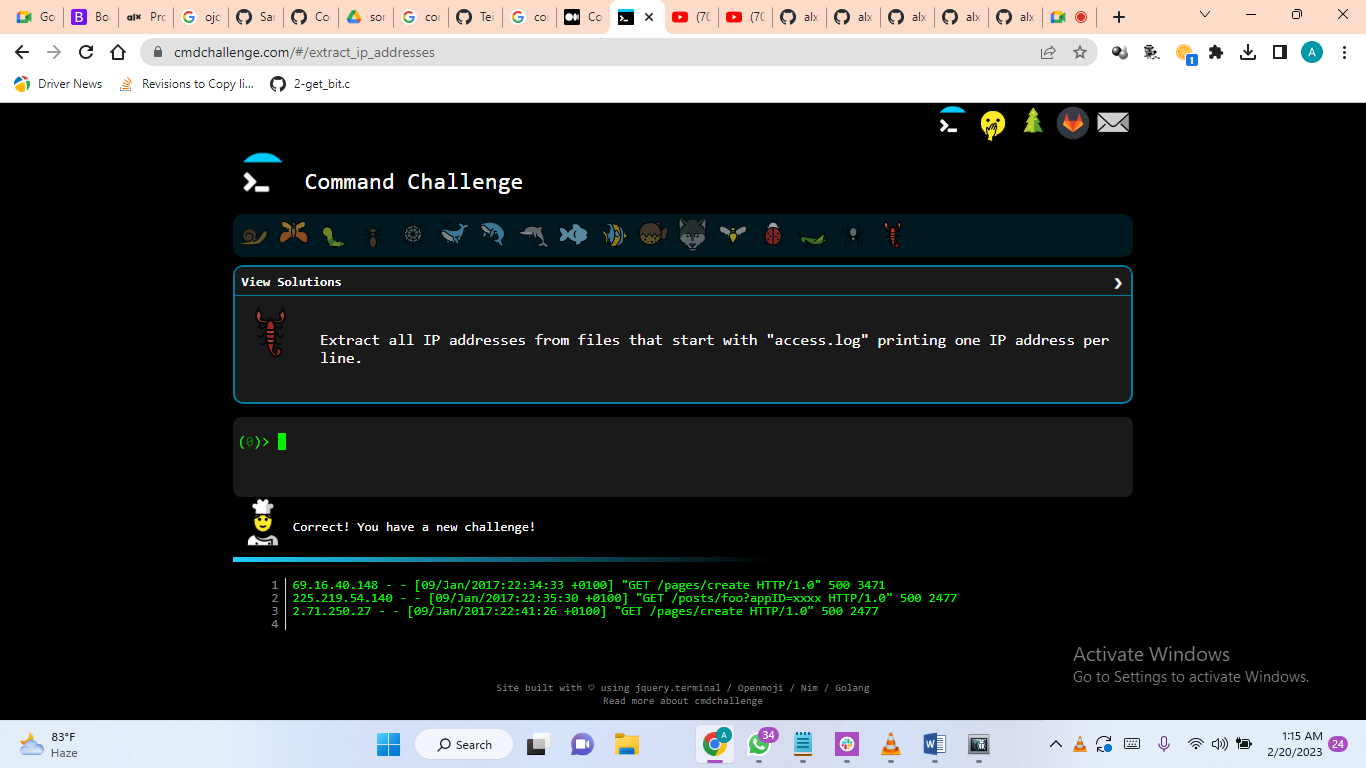 Go
Bo
alx Pro
ojo
Sar
Co
sor
cor
Tei
cor
Co
(70
(70
alx
alx
alx
alx
alx
cmdchallenge.com/#/extract_ip_addresses
1
A
Driver News
Revisions to Copy li...
2-get_bit.c
Command Challenge
View Solutions
Extract all IP addresses from files that start with "access.log" printing one IP address per
line.
(0)>
Correct! You have a new challenge!
1 69.16.40.148 - - [09/Jan/2017:22:34:33 +0100] "GET /pages/create HTTP/1.0" 500 3471
2 225.219.54.140 - - [09/Jan/2017:22:35:30 +0100] "GET /posts/foo?appID=xxxx HTTP/1.0" 500 2477
3 2.71.250.27 - - [09/Jan/2017:22:41:26 +0100] "GET /pages/create HTTP/1.0" 500 2477
4
Activate Windows
Go to Settings to activate Windows.
Site built with ♡ using jquery.terminal / Openmoji / Nim / Golang
Read more about cmdchallenge
83°F
Haze
Search
A
34
1:15 AM
2/20/2023
24